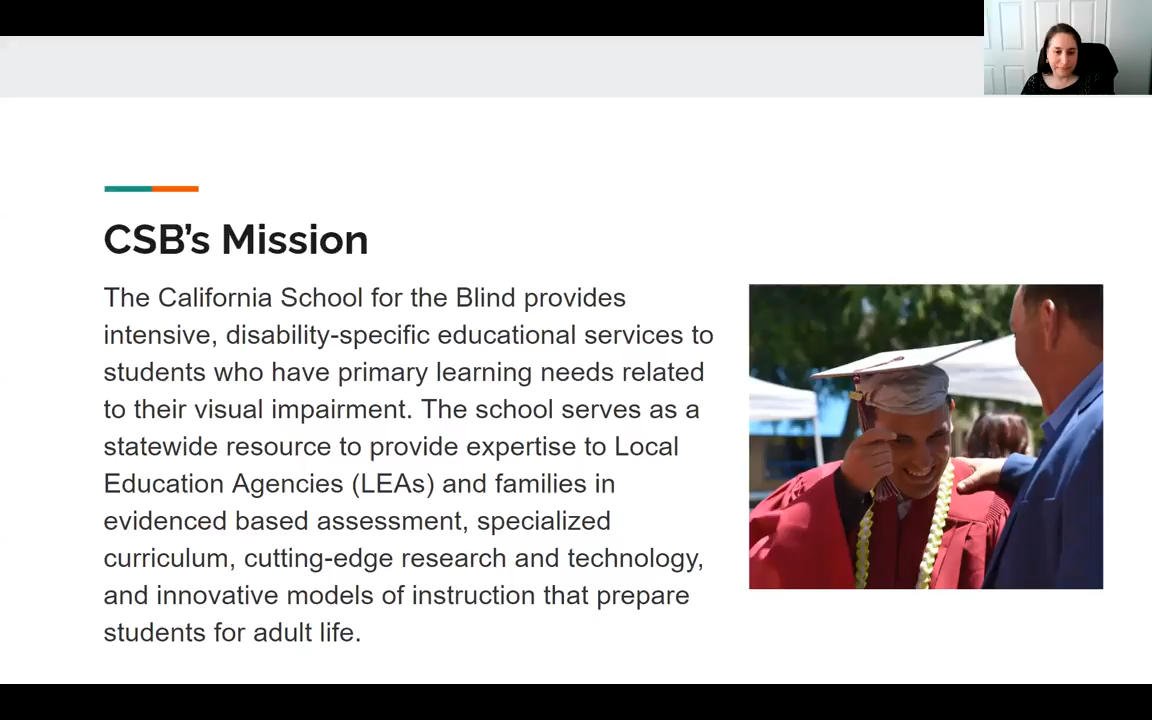 CSB’s Mission
The California School for the Blind provides
intensive, disability-specific educational services to
students who have primary learning needs related
to their visual impairment. The school serves as a
statewide resource to provide expertise to Local
Education Agencies (LEAs) and families in
evidenced based assessment, specialized
curriculum, cutting-edge research and technology,
and innovative models of instruction that prepare
students for adult life.